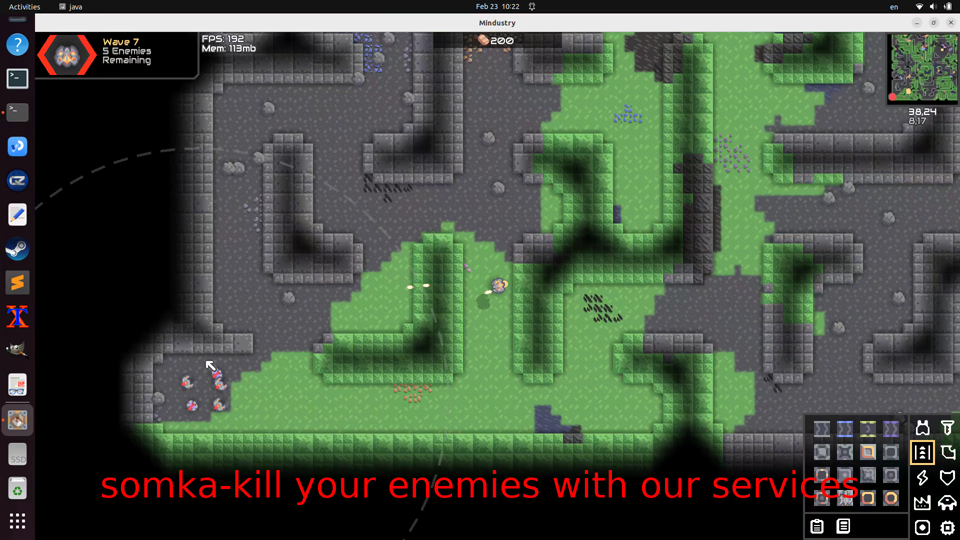 Activities
java
Feb 23 10:22
en
Mindustry
Wave 7
5 Enemies
Remaining
FPS: 192
Mem: 113mb
200
38,24
8,17
SSD
somka-kill your enemies with our services